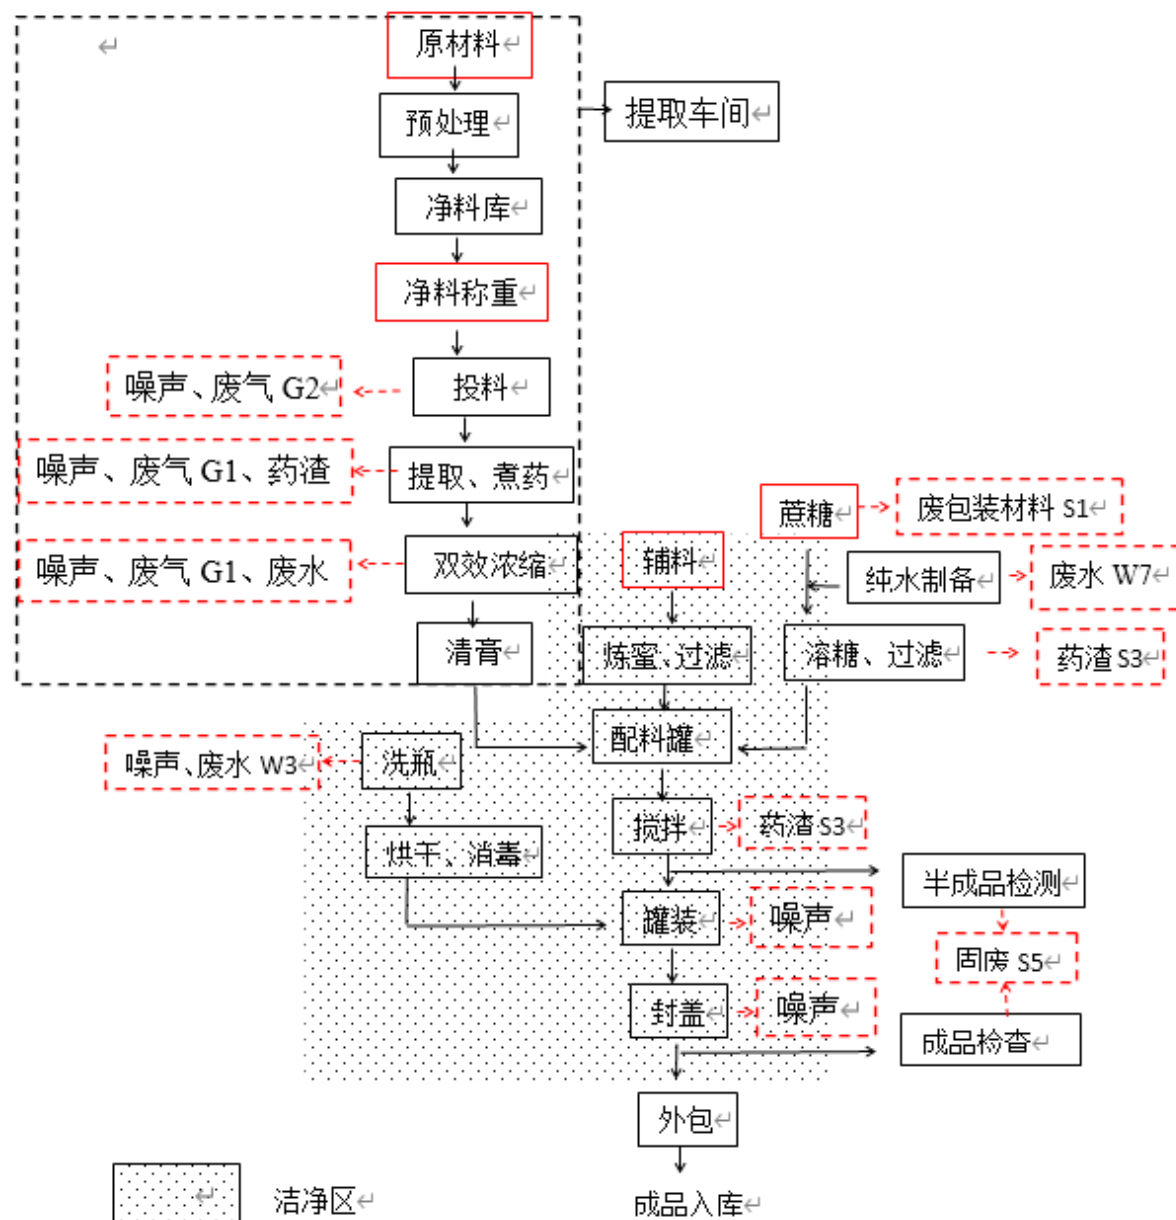 原材料
预处理
提取车间
净料库
净料称重
噪声、废气 G2
投料
噪声、废气 G1、药渣
提取、煮药
蔗糖
废包装材料 S1
噪声、废气 G1、废水
双效浓缩
辅料
纯水制备
废水 W7
清膏
炼蜜、过滤
溶糖、过滤
药渣 S3
噪声、废水 W3
洗瓶
配料罐
烘干、消毒
搅拌
药渣 S3
半成品检测
罐装
噪声
固废 S5
封盖
噪声
成品检查
外包
洁净区
成品入库